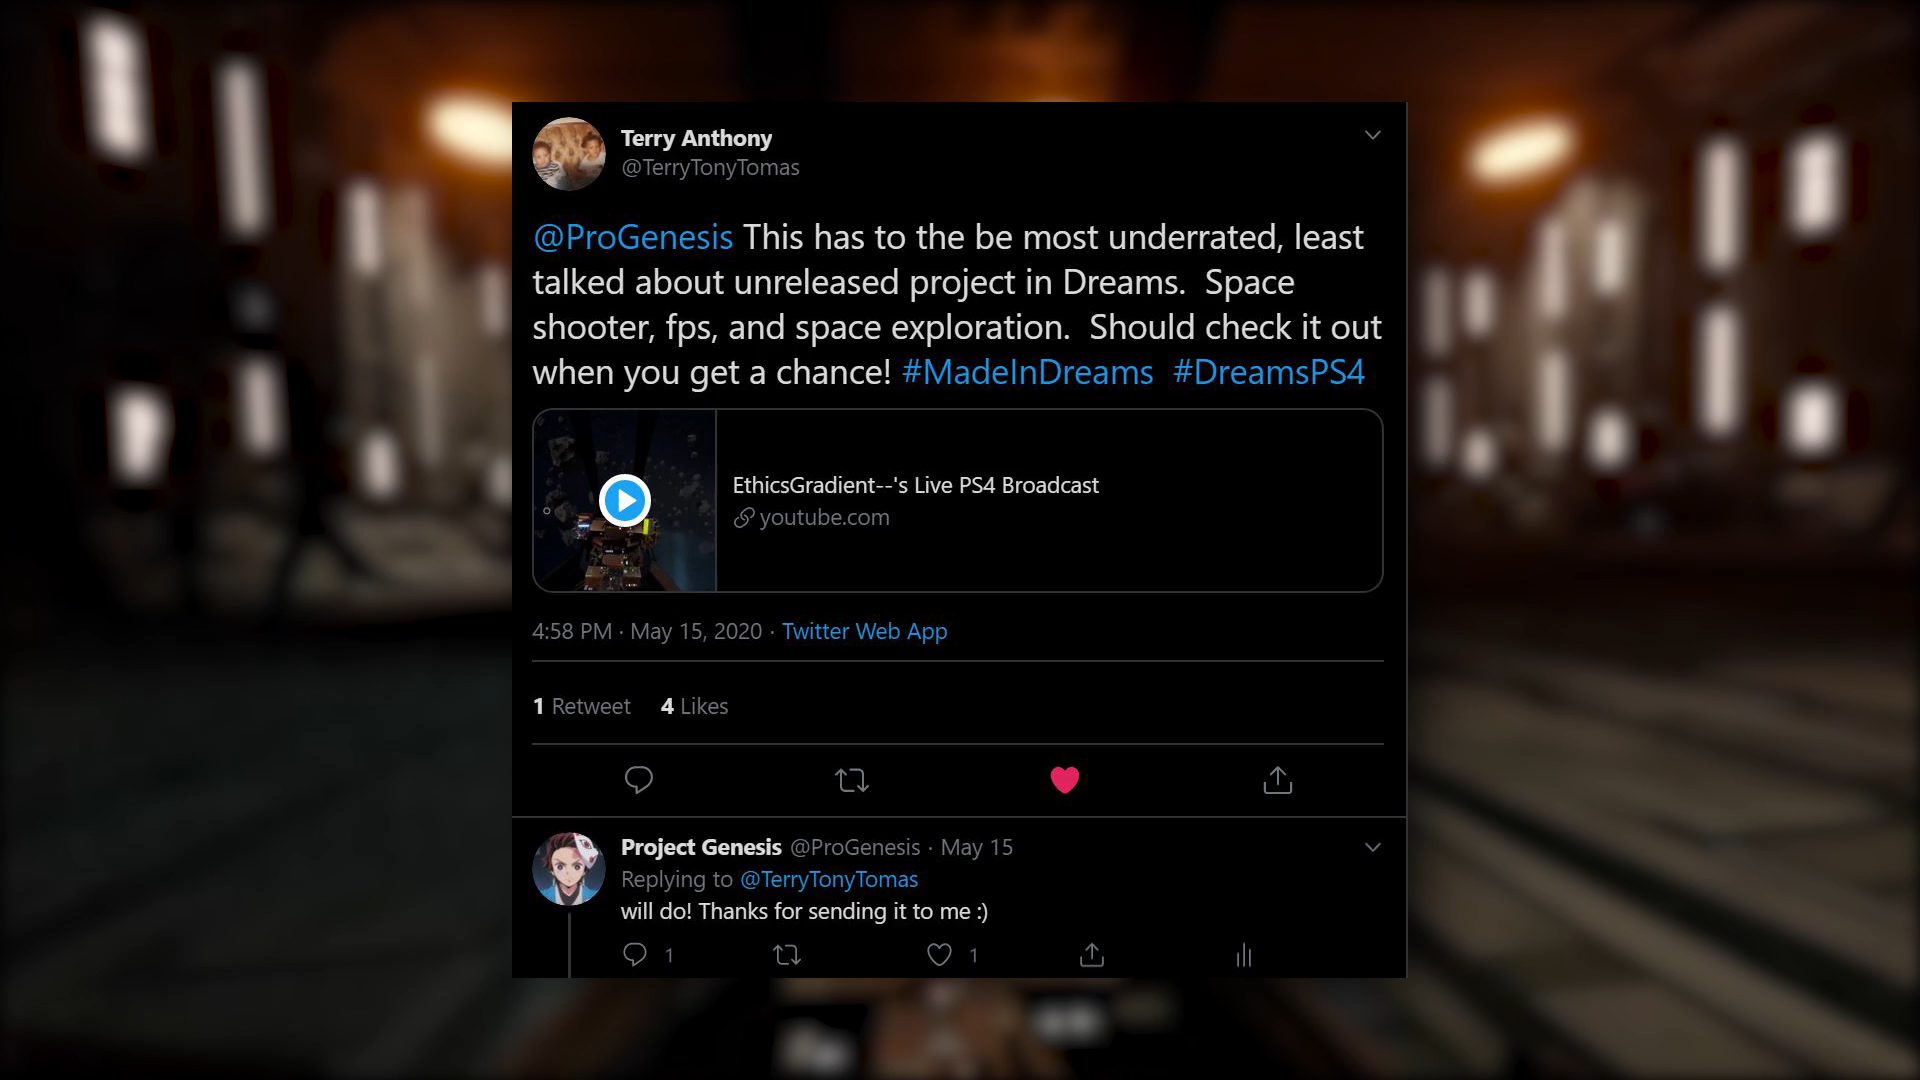 Terry Anthony
@TerryTonyTomas
@ProGenesis This has to the be most underrated, least
talked about unreleased project in Dreams.  Space
shooter, fps, and space exploration.  Should check it out
when you get a chance! #MadeInDreams  #DreamsPS4
EthicsGradient--'s Live PS4 Broadcast
youtube.com
4:58 PM · May 15, 2020 · Twitter Web App
1 Retweet 4 Likes
Project Genesis @ProGenesis · May 15
Replying to @TerryTonyTomas
will do! Thanks for sending it to me :)
1 1